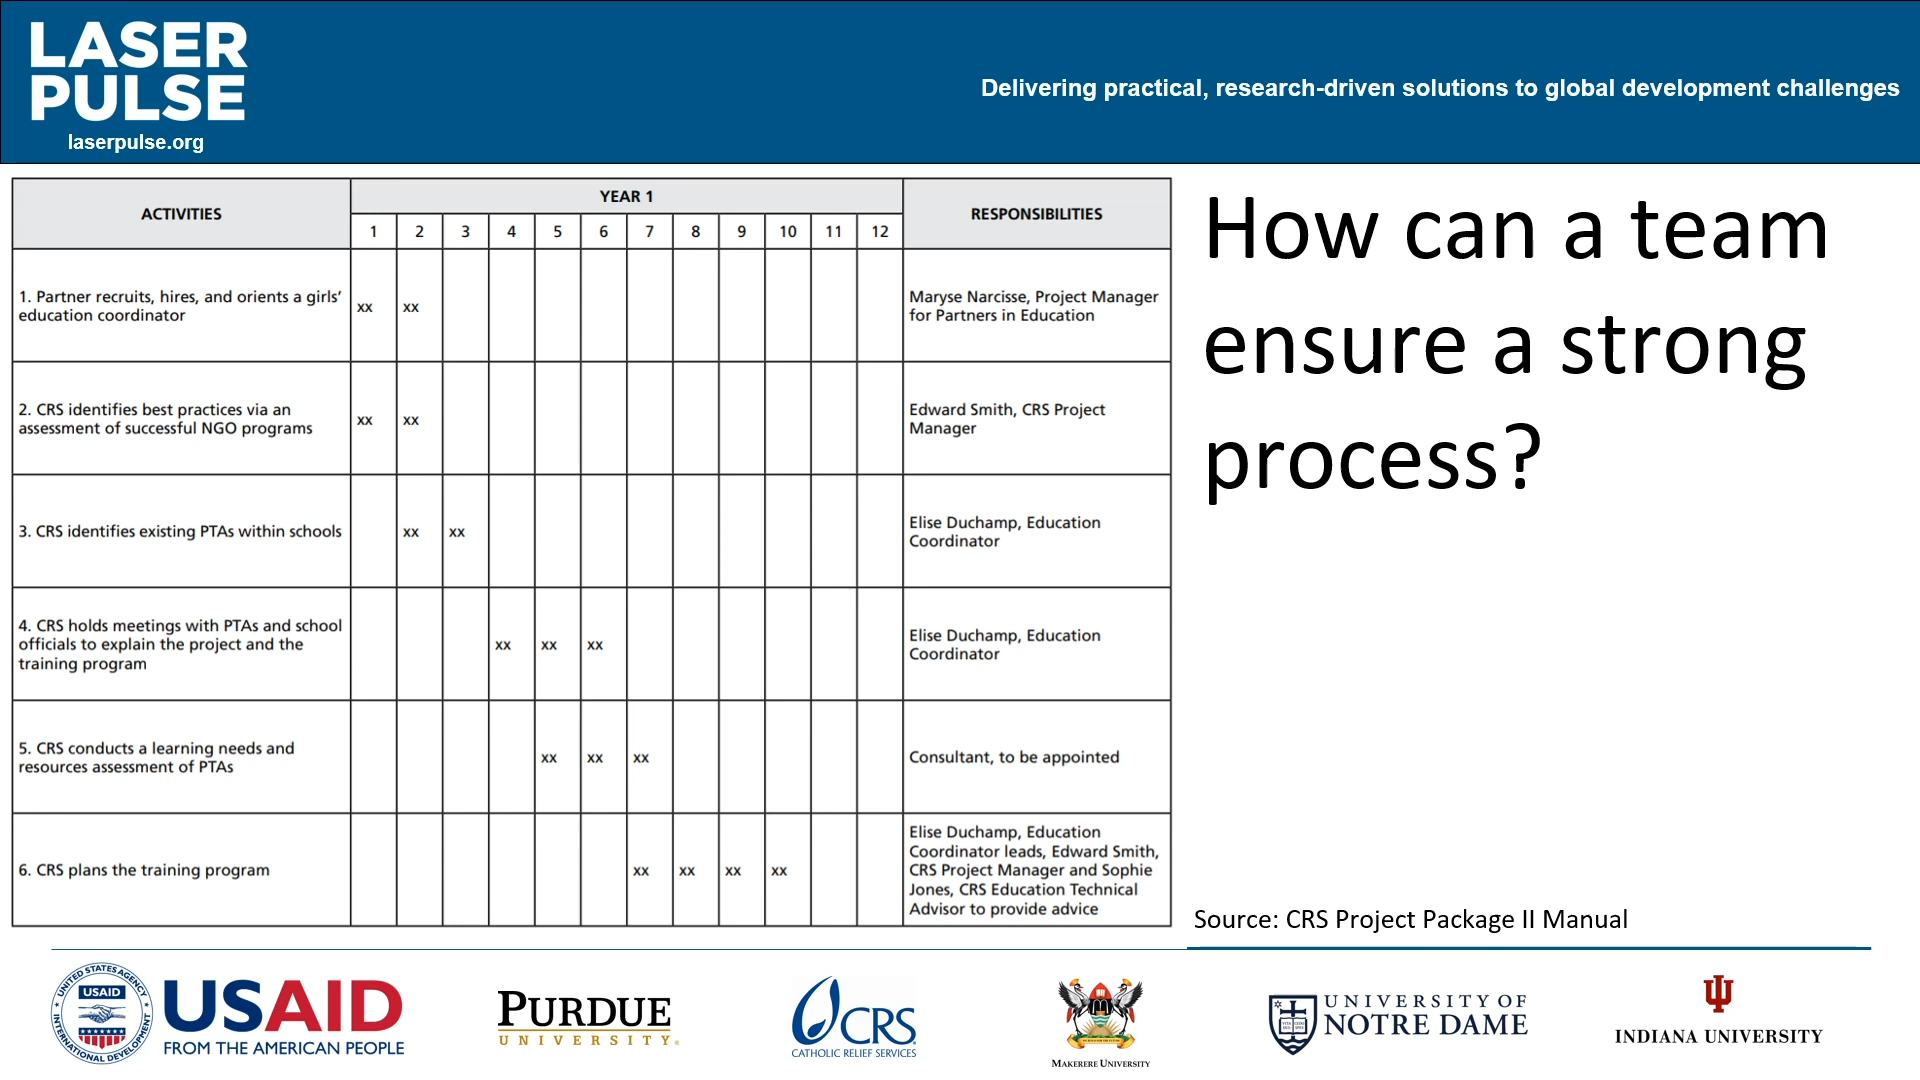 LASER
PULSE
laserpulse.org
Delivering practical, research-driven solutions to global development challenges
ACTIVITIES
YEAR 1
RESPONSIBILITIES
1 2 3 4 5 6 7 8 9 10 11 12
1. Partner recruits, hires, and orients a girls’
education coordinator
xx xx
Maryse Narcisse, Project Manager
for Partners in Education
2. CRS identifies best practices via an
assessment of successful NGO programs
xx xx
Edward Smith, CRS Project
Manager
3. CRS identifies existing PTAs within schools
xx xx
Elise Duchamp, Education
Coordinator
4. CRS holds meetings with PTAs and school
officials to explain the project and the
training program
xx xx xx
Elise Duchamp, Education
Coordinator
5. CRS conducts a learning needs and
resources assessment of PTAs
xx xx xx
Consultant, to be appointed
6. CRS plans the training program
xx xx xx xx
Elise Duchamp, Education
Coordinator leads, Edward Smith,
CRS Project Manager and Sophie
Jones, CRS Education Technical
Advisor to provide advice
How can a team
ensure a strong
process?
Source: CRS Project Package II Manual
UNITED STATES AGENCY
USAID
INTERNATIONAL DEVELOPMENT
USAID
FROM THE AMERICAN PEOPLE
PURDUE
UNIVERSITY®
CRS
CATHOLIC RELIEF SERVICES
MAKERERE UNIVERSITY
UNIVERSITY OF
NOTRE DAME
INDIANA UNIVERSITY